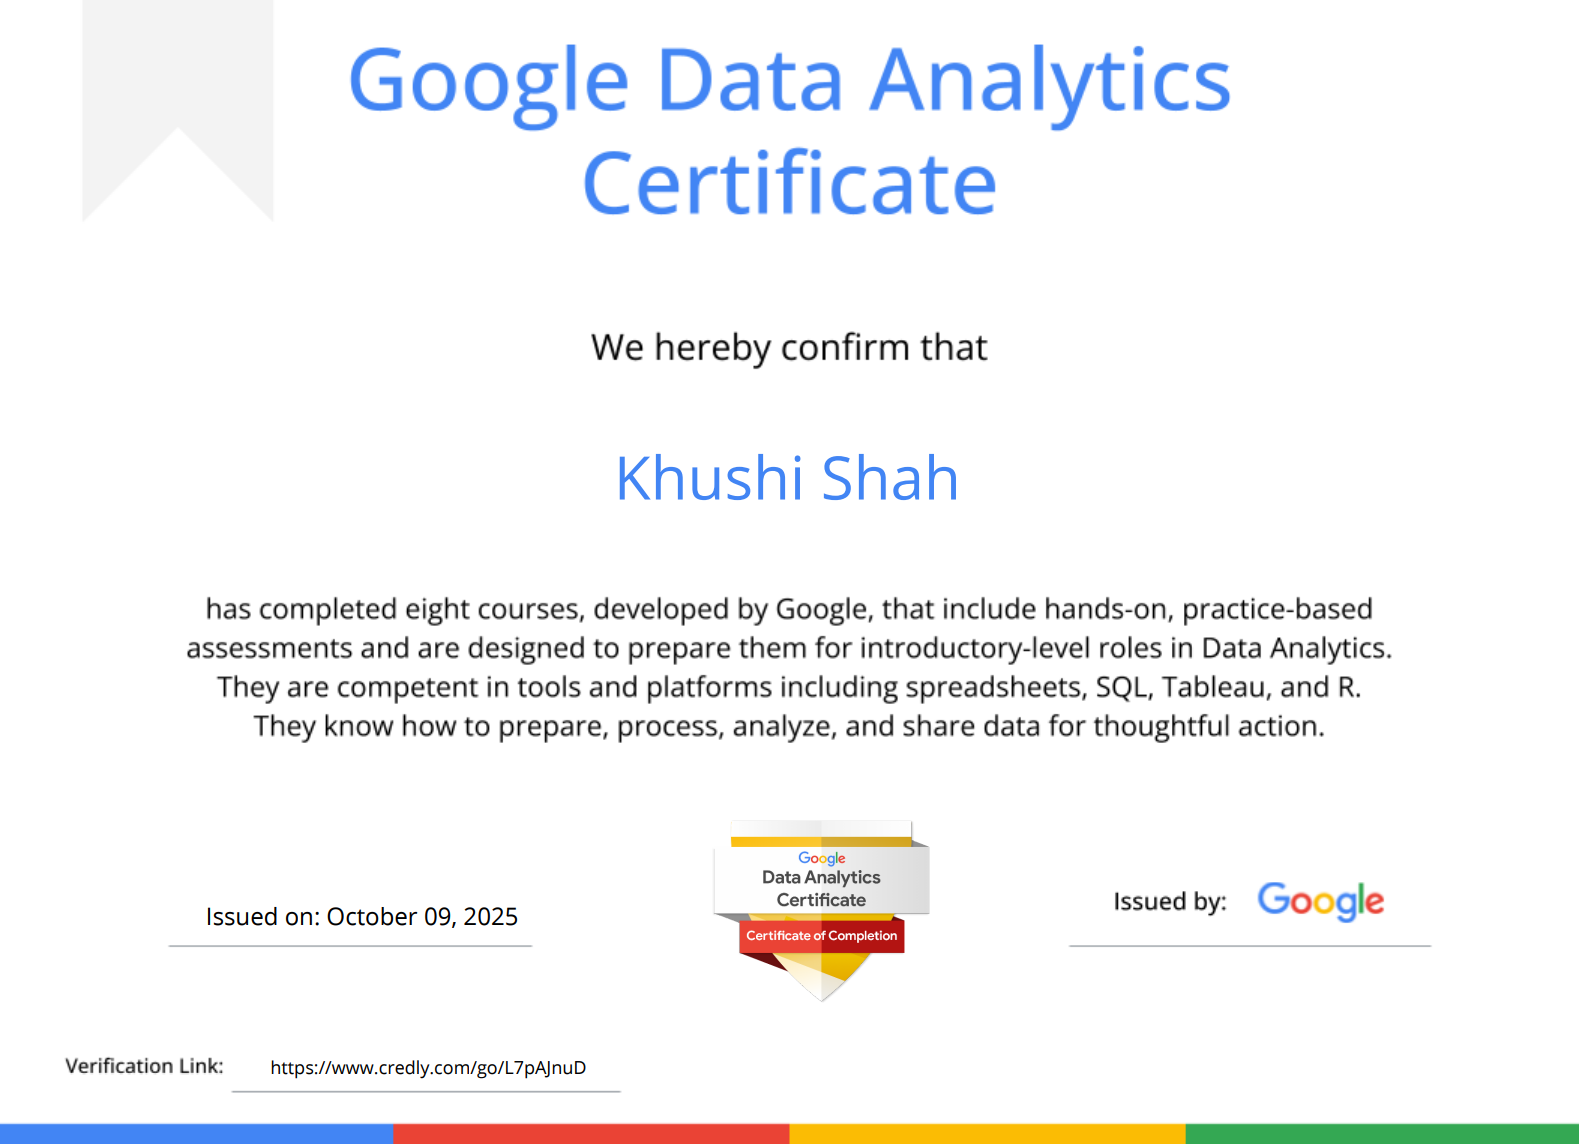 Google Data Analytics
Certificate
We hereby confirm that
Khushi Shah
has completed eight courses, developed by Google, that include hands-on, practice-based
assessments and are designed to prepare them for introductory-level roles in Data Analytics.
They are competent in tools and platforms including spreadsheets, SQL, Tableau, and R.
They know how to prepare, process, analyze, and share data for thoughtful action.
Issued on: October 09, 2025
Google
Data Analytics
Certificate
Certificate of Completion
Issued by: Google
Verification Link: https://www.credly.com/go/L7pAJnuD